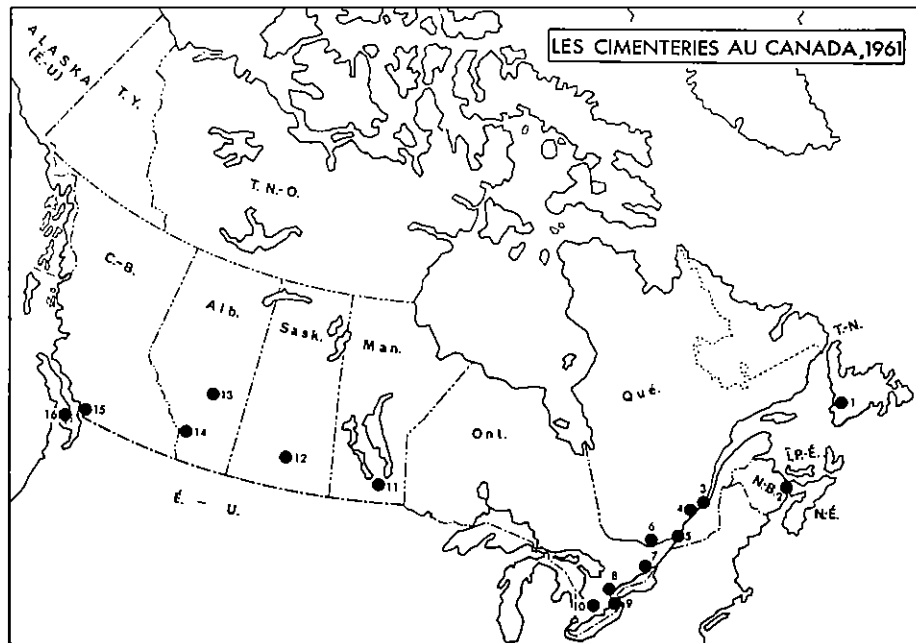 LES CIMENTERIES AU CANADA, 1961
ALASKA
(É.-U)
T.Y.
T.N.-O.
C.-B.
Alb.
Sask.
Man.
Ont.
Qué.
T.-N.
Î.P.-É.
N.-B.
N.-É.
É. - U.
1
2
3
4
5
6
7
8
9
10
11
12
13
14
15
16